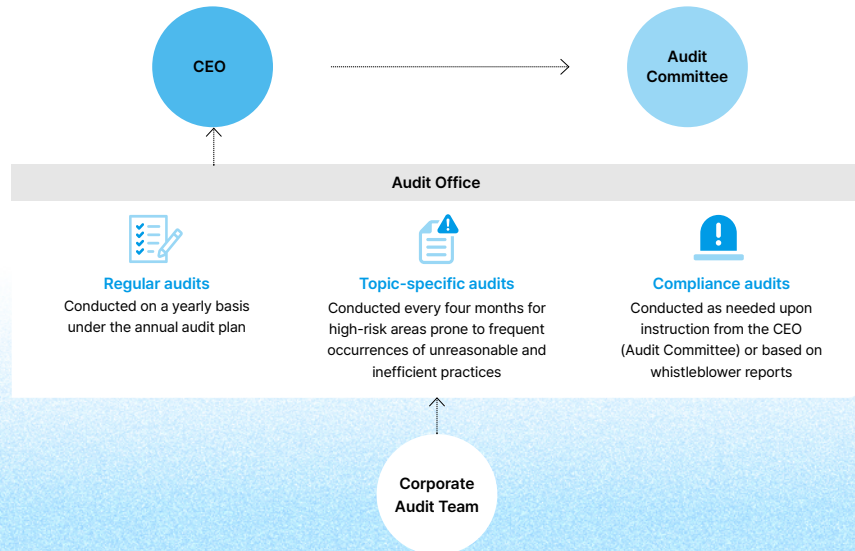 CEO
Audit
Committee
Audit Office
Regular audits
Conducted on a yearly basis
under the annual audit plan
Topic-specific audits
Conducted every four months for
high-risk areas prone to frequent
occurrences of unreasonable and
inefficient practices
Compliance audits
Conducted as needed upon
instruction from the CEO
(Audit Committee) or based on
whistleblower reports
Corporate
Audit Team